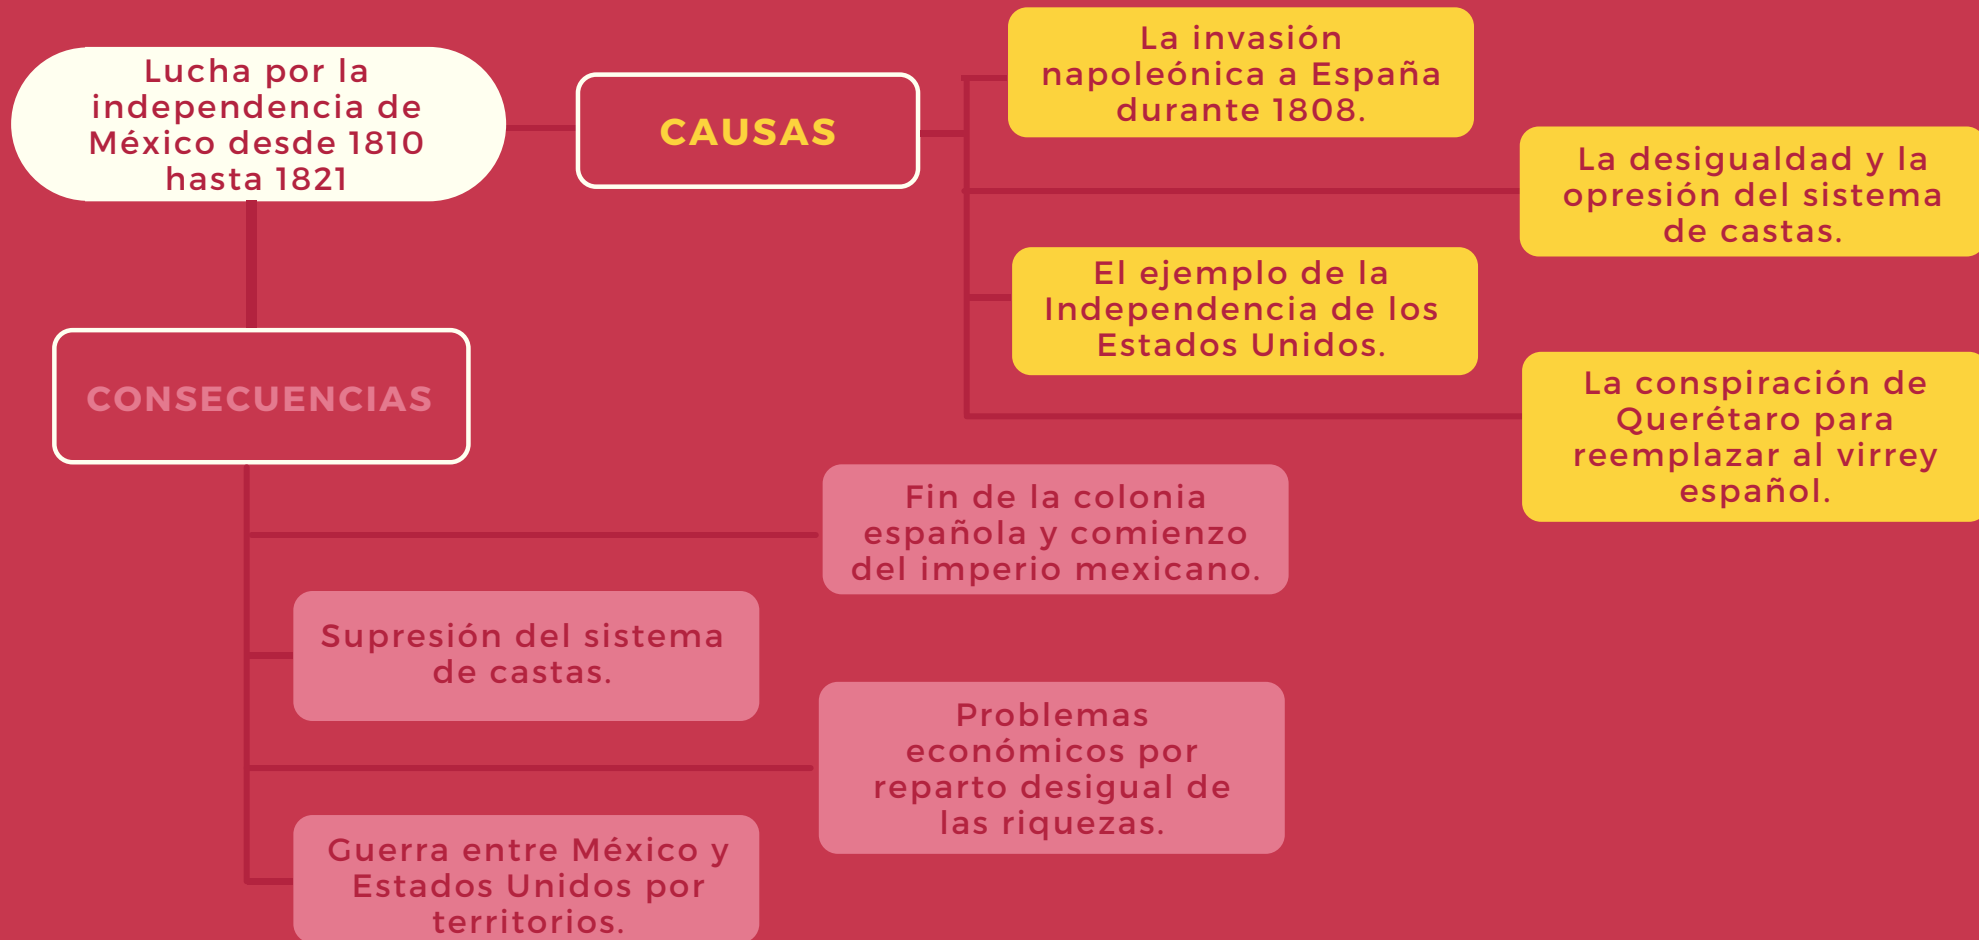 Lucha por la
independencia de
México desde 1810
hasta 1821
CAUSAS
La invasión
napoleónica a España
durante 1808.
La desigualdad y la
opresión del sistema
de castas.
El ejemplo de la
Independencia de los
Estados Unidos.
La conspiración de
Querétaro para
reemplazar al virrey
español.
CONSECUENCIAS
Fin de la colonia
española y comienzo
del imperio mexicano.
Supresión del sistema
de castas.
Problemas
económicos por
reparto desigual de
las riquezas.
Guerra entre México y
Estados Unidos por
territorios.